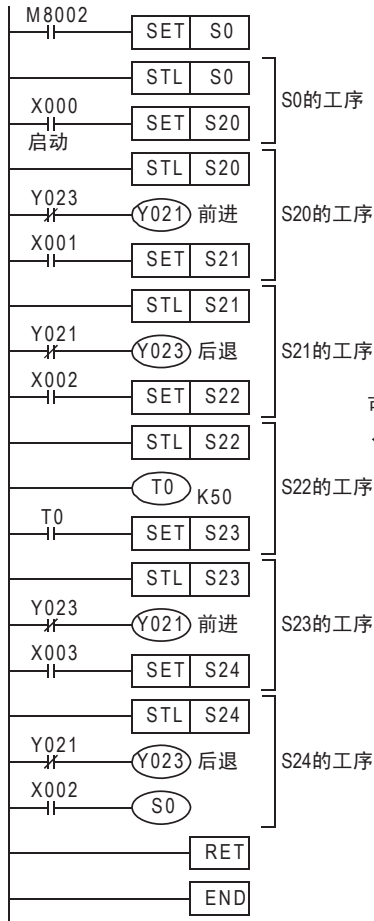 M8002
SET S0
STL S0
S0的工序
X000
SET S20
启动
STL S20
Y023
Y021 前进
S20的工序
X001
SET S21
STL S21
Y021
Y023 后退
S21的工序
X002
SET S22
STL S22
T0 K50
S22的工序
T0
SET S23
STL S23
Y023
Y021 前进
S23的工序
X003
SET S24
STL S24
Y021
Y023 后退
S24的工序
X002
S0
RET
END